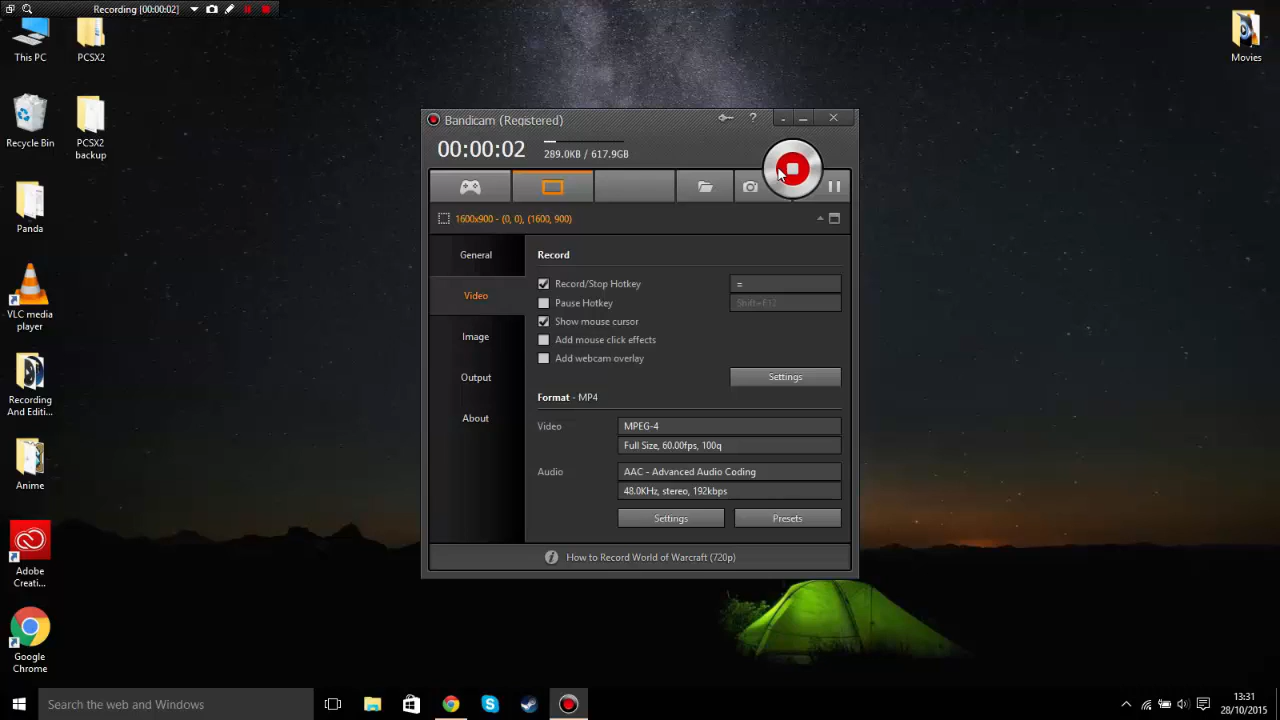 Recording [00:00:02]
This PC
PCSX2
Movies
Recycle Bin
PCSX2
backup
Panda
VLC media
player
Recording
And Editi...
Anime
Adobe
Creati...
Google
Chrome
Bandicam (Registered)
?
00:00:02
289.0KB / 617.9GB
1600x900 - (0, 0), (1600, 900)
General
Video
Image
Output
About
Record
Record/Stop Hotkey
=
Pause Hotkey
Shift+F12
Show mouse cursor
Add mouse click effects
Add webcam overlay
Settings
Format - MP4
Video
MPEG-4
Full Size, 60.00fps, 100q
Audio
AAC - Advanced Audio Coding
48.0KHz, stereo, 192kbps
Settings
Presets
How to Record World of Warcraft (720p)
Search the web and Windows
13:31
28/10/2015